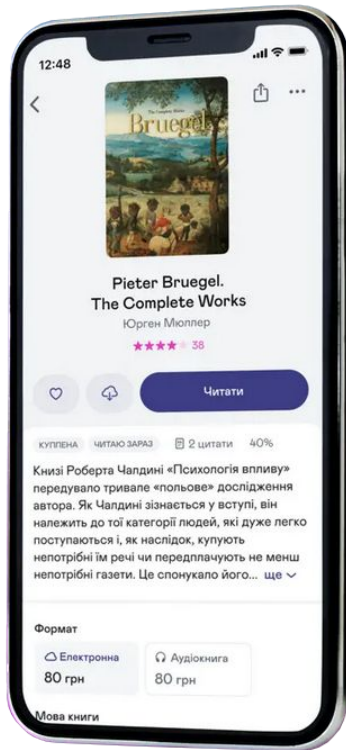 12:48
The Complete Works
Bruegel
Pieter Bruegel.
The Complete Works
Юрген Мюллер
38
Читати
КУПЛЕНА ЧИТАЮ ЗАРАЗ 2 цитати 40%
Книзі Роберта Чалдині «Психологія впливу»
передувало тривале «польове» дослідження
автора. Як Чалдині зізнається у вступі, він
належить до тої категорії людей, які дуже легко
поступаються і, як наслідок, купують
непотрібні їм речі чи передплачують не менш
непотрібні газети. Це спонукало його... ще
Формат
Електронна Аудіокнига
80 грн 80 грн
Мова книги